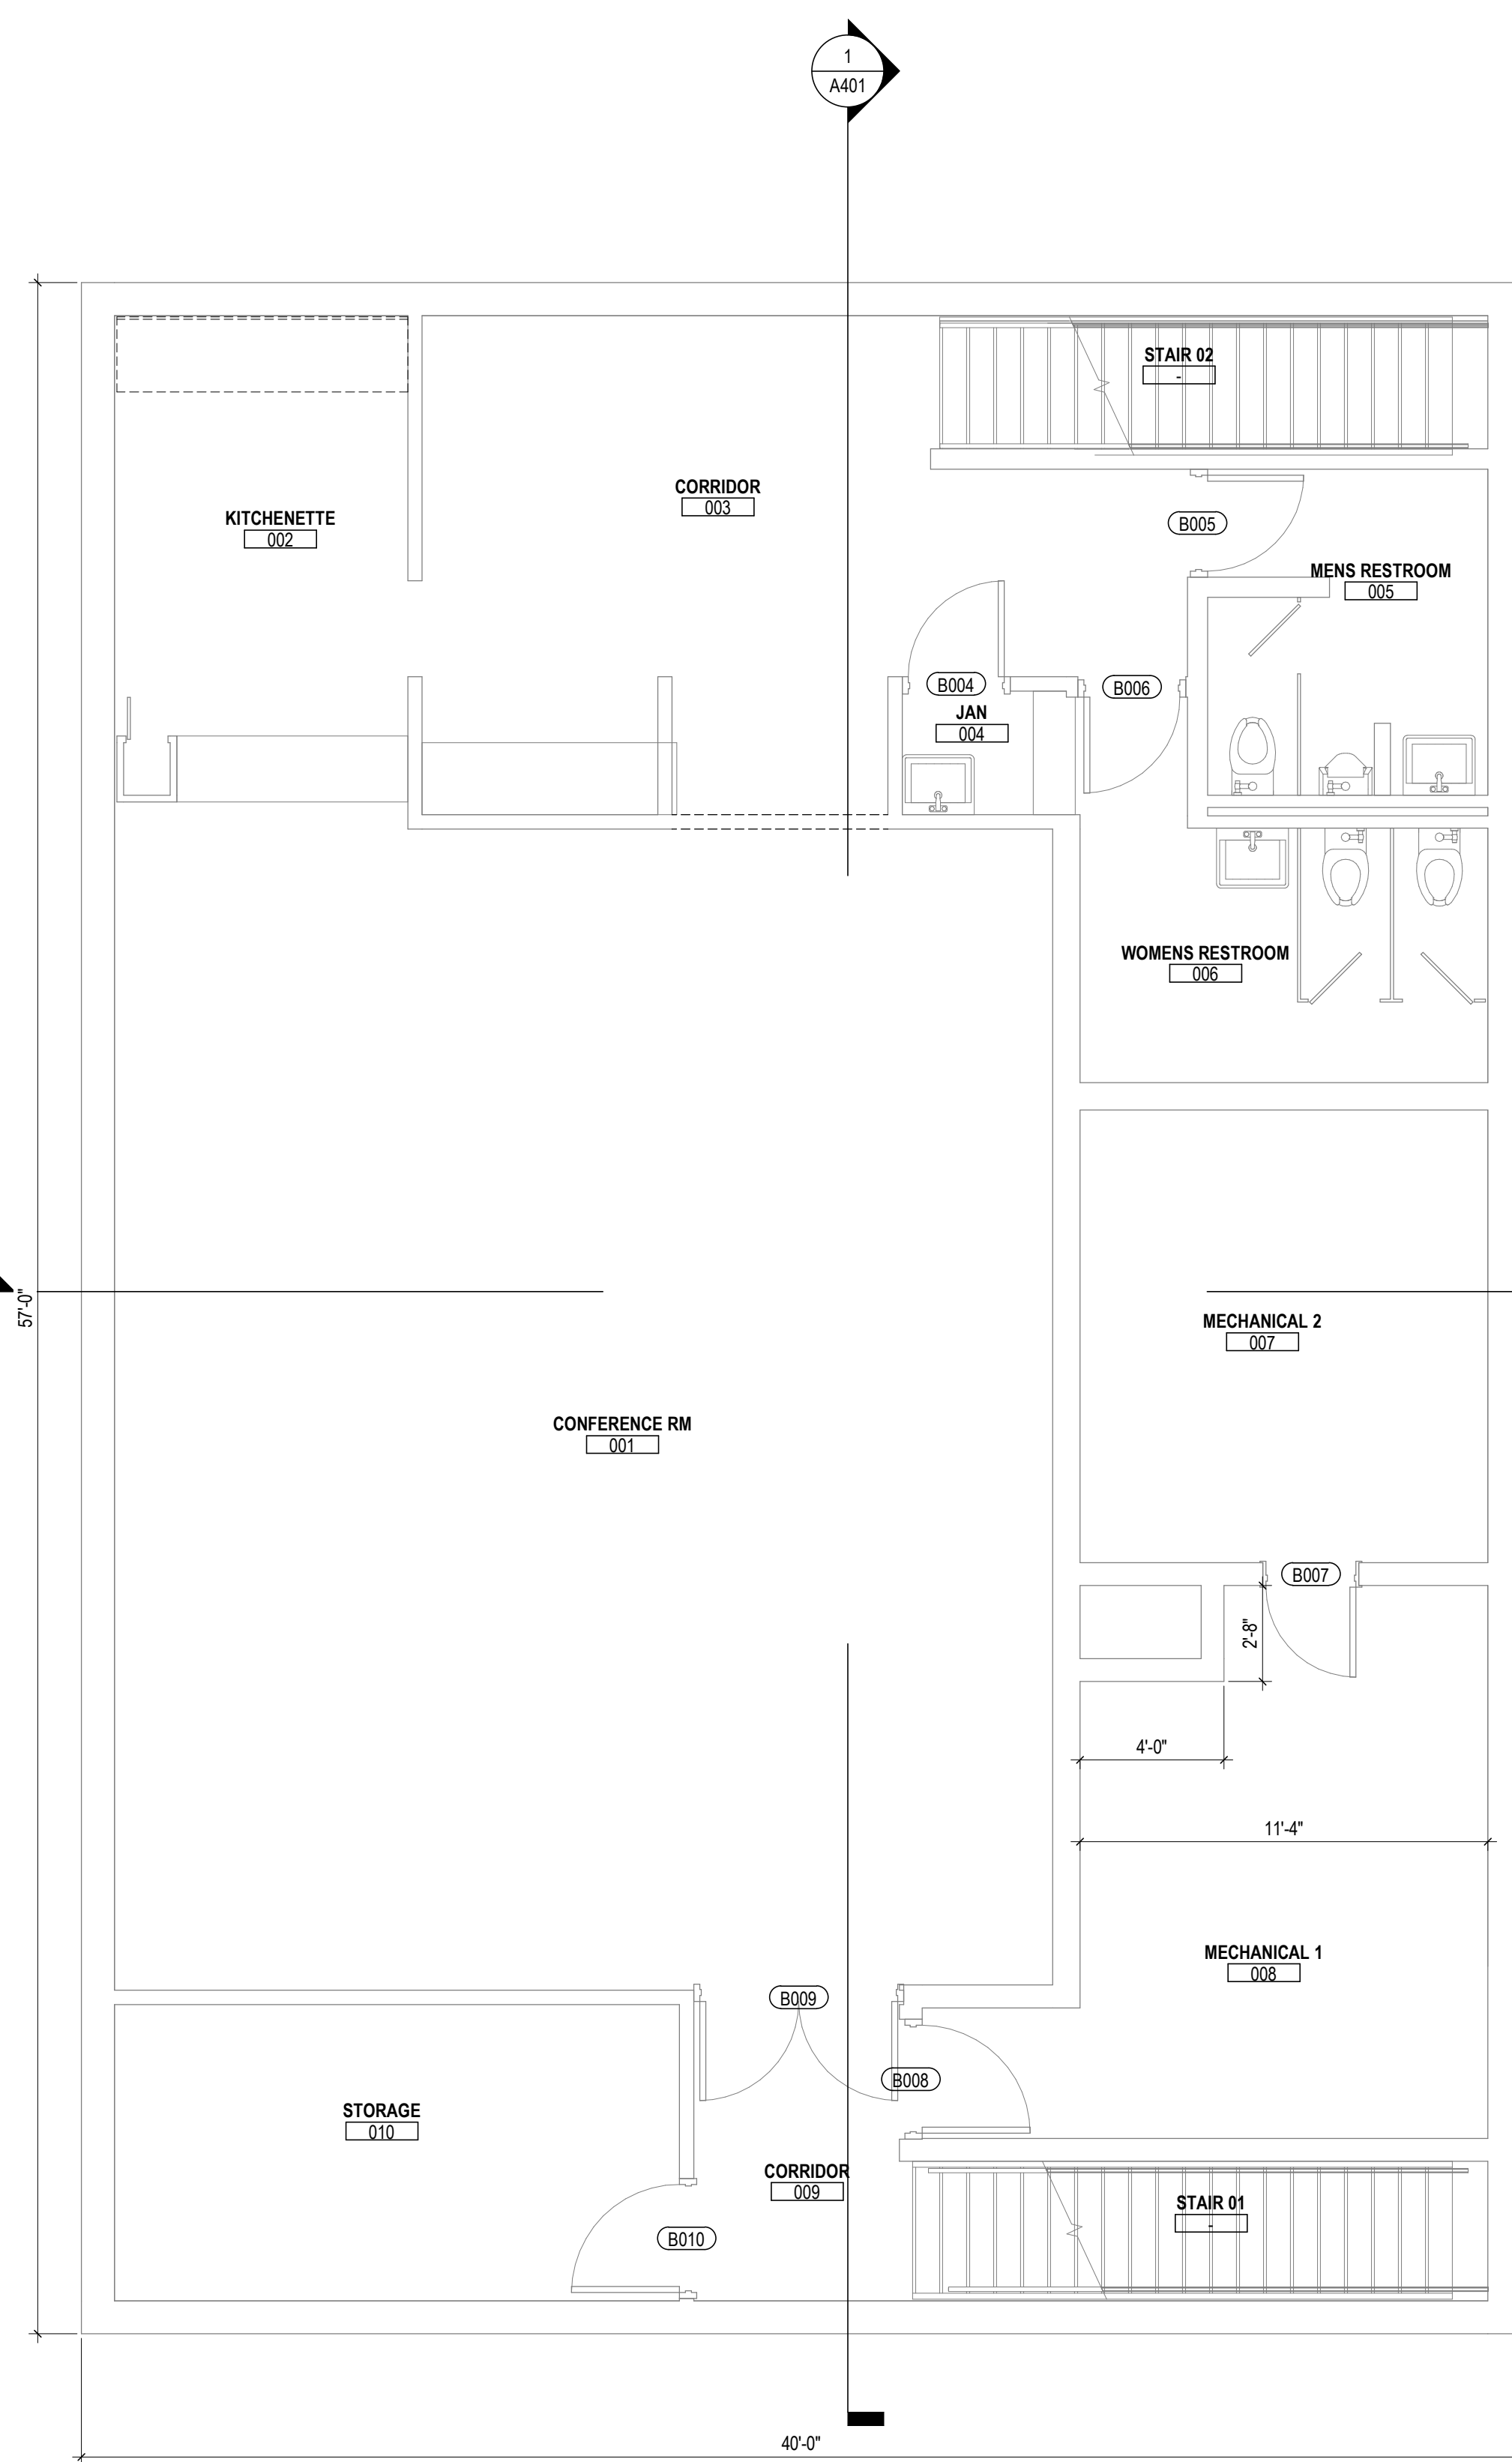 1
A401
STAIR 02
-
CORRIDOR
003
KITCHENETTE
002
B005
MENS RESTROOM
005
B004
B006
JAN
004
WOMENS RESTROOM
006
57'-0"
MECHANICAL 2
007
CONFERENCE RM
001
B007
2'-8"
4'-0"
11'-4"
MECHANICAL 1
008
B009
B008
STORAGE
010
CORRIDOR
009
STAIR 01
-
B010
40'-0"